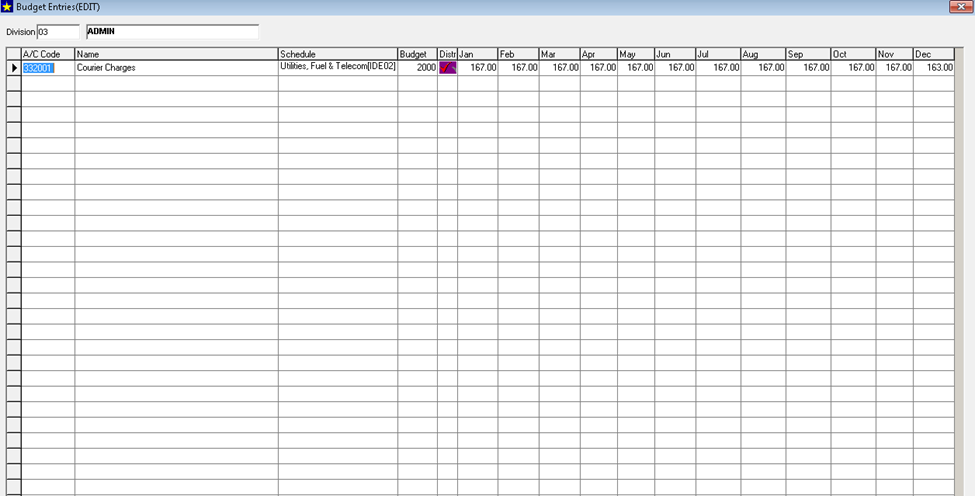 Budget Entries(EDIT)
Division 03 ADMIN
A/C Code Name Schedule Budget Distr Jan Feb Mar Apr May Jun Jul Aug Sep Oct Nov Dec
332001 Courier Charges Utilities, Fuel & Telecom[IDE02] 2000 167.00 167.00 167.00 167.00 167.00 167.00 167.00 167.00 167.00 167.00 167.00 163.00